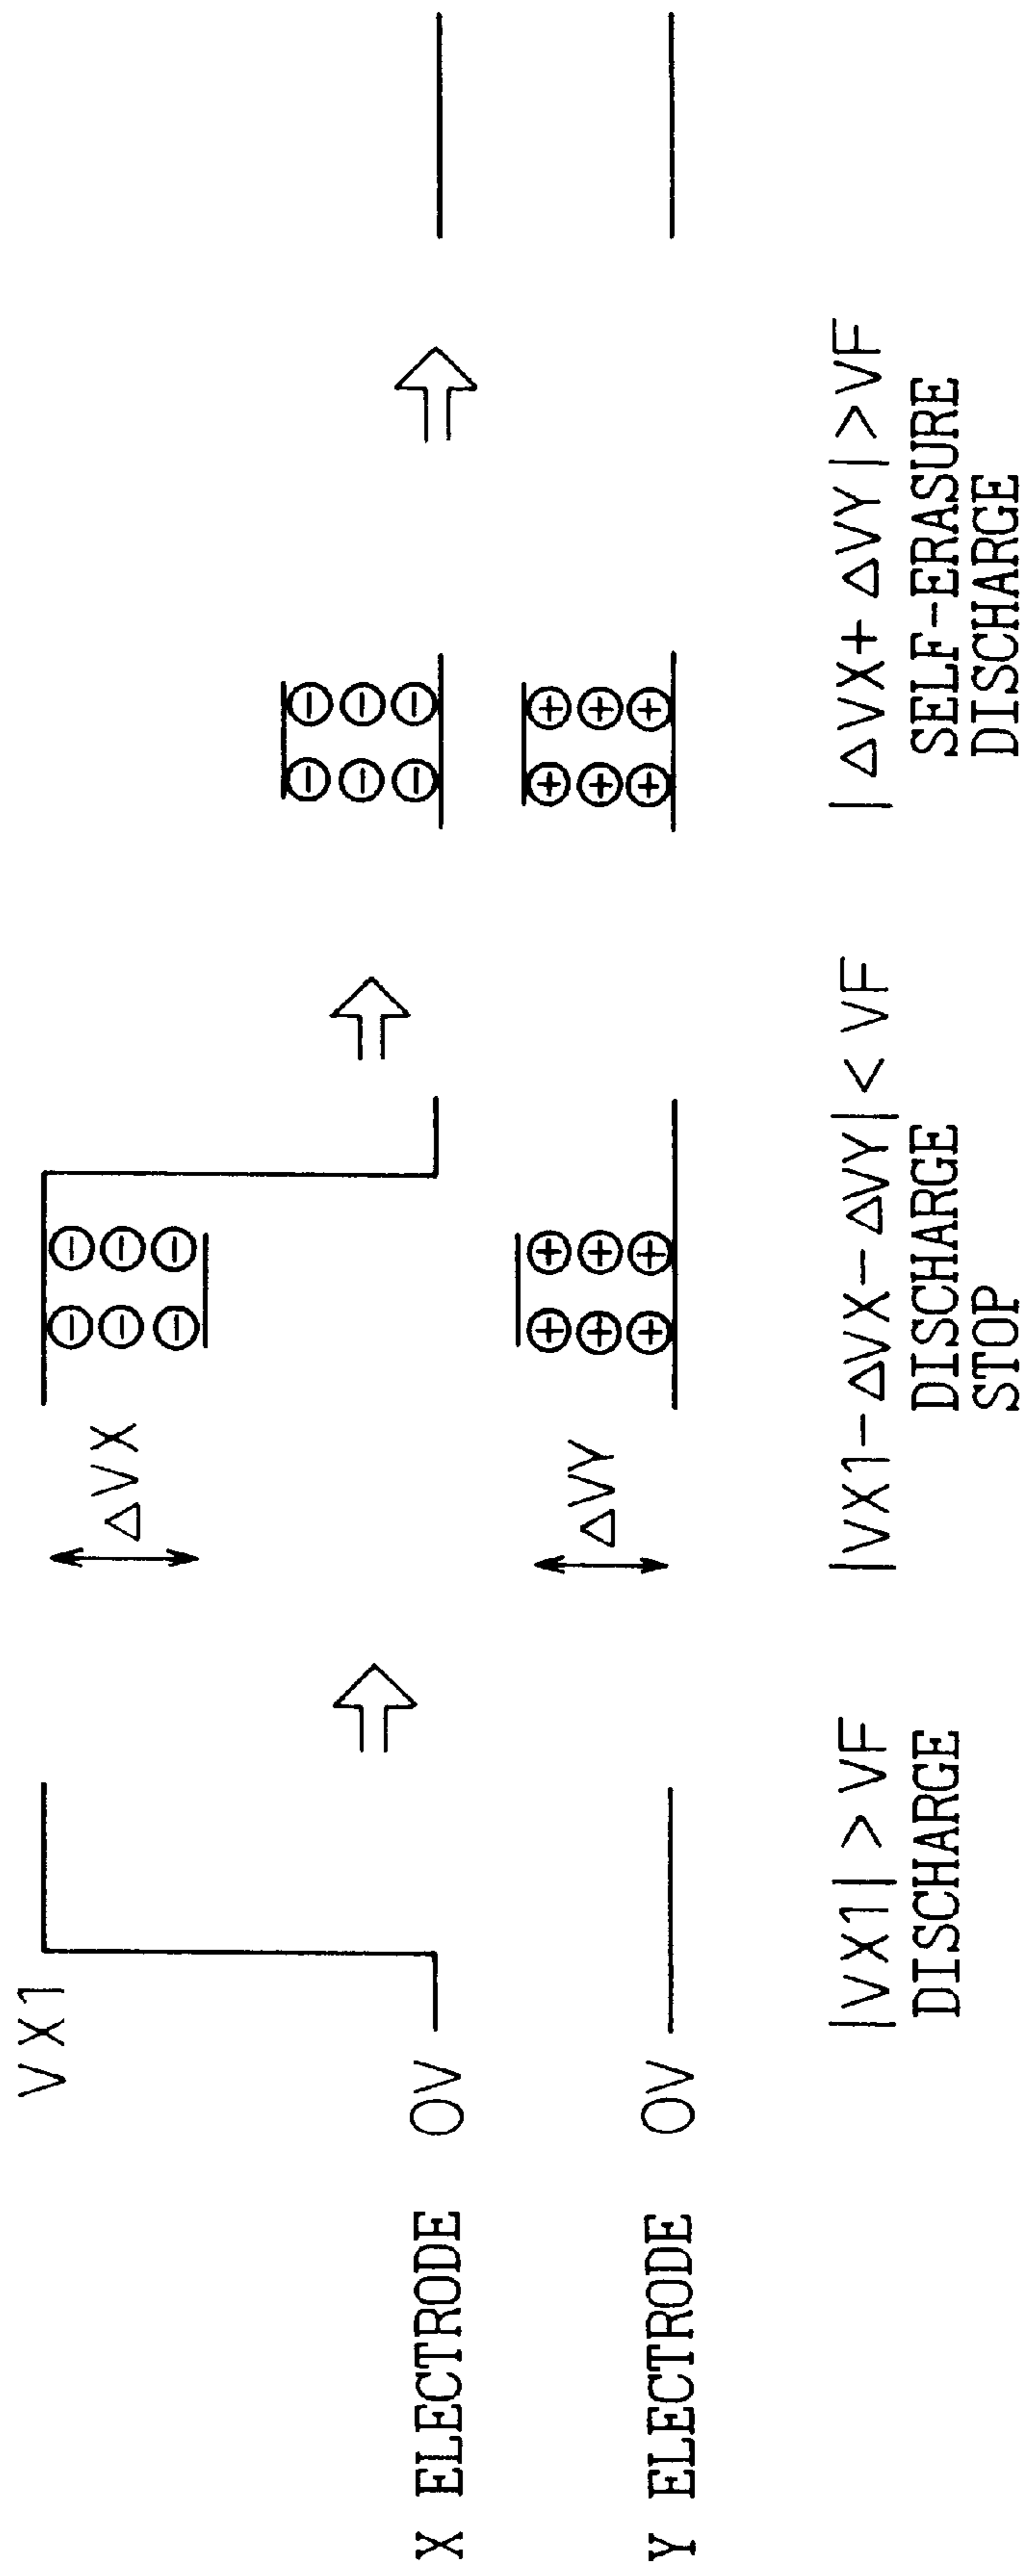 VX1
X ELECTRODE 0V
Y ELECTRODE 0V
|VX1|>VF
DISCHARGE
ΔVX
ΔVY
|VX1-ΔVX-ΔVY|<VF
DISCHARGE
STOP
|ΔVX+ΔVY|>VF
SELF-ERASURE
DISCHARGE